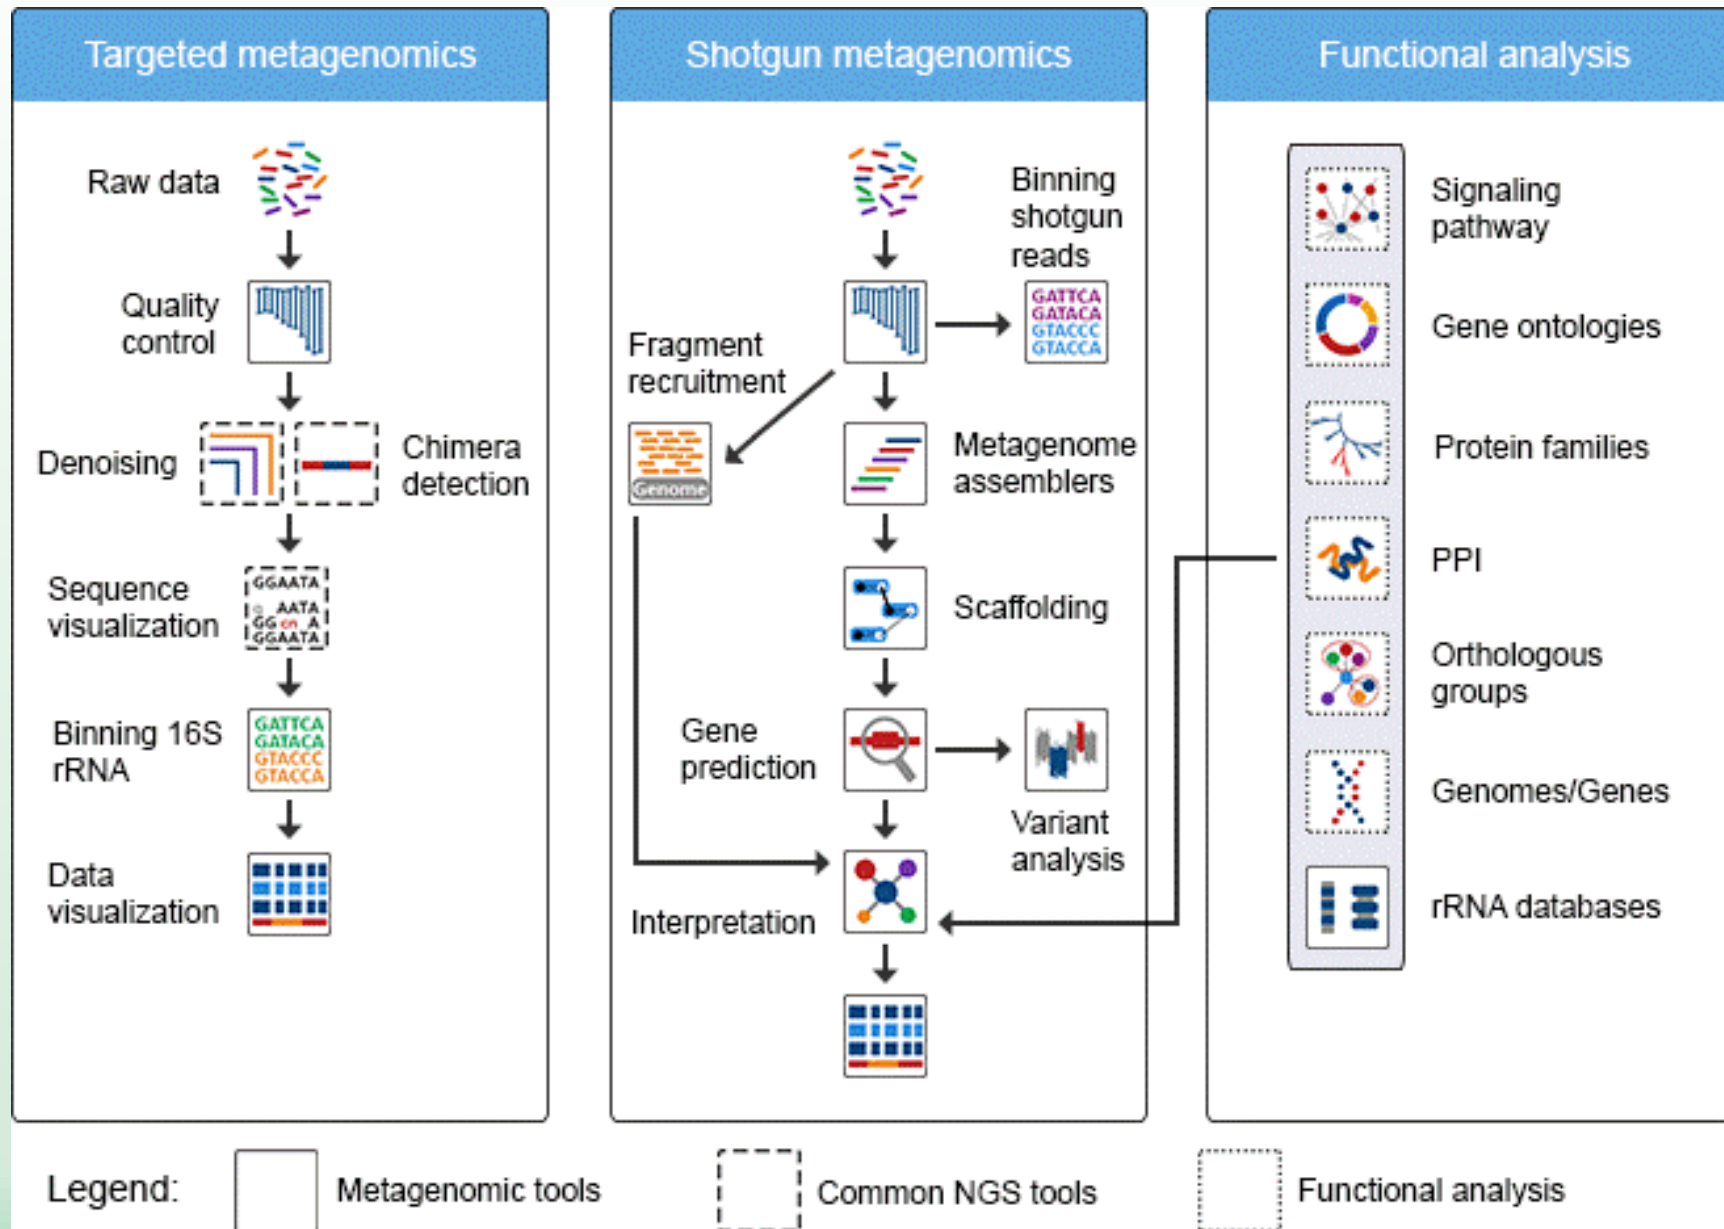 Targeted metagenomics
Raw data
Quality
control
Denoising
Chimera
detection
Sequence
visualization
GGAATA
G AATA
GG cn A
GGAATA
Binning 16S
rRNA
GATTCA
GATACA
GTACCC
GTACCA
Data
visualization
Shotgun metagenomics
Binning
shotgun
reads
GATTCA
GATACA
GTACCC
GTACCA
Fragment
recruitment
Genome
Metagenome
assemblers
Scaffolding
Gene
prediction
Variant
analysis
Interpretation
Functional analysis
Signaling
pathway
Gene ontologies
Protein families
PPI
Orthologous
groups
Genomes/Genes
rRNA databases
Legend:
Metagenomic tools
Common NGS tools
Functional analysis